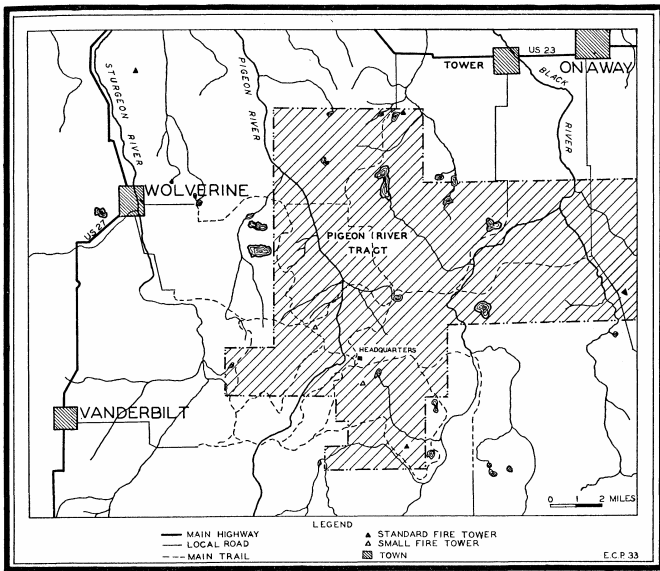 US 23
TOWER
ONAWAY
BLACK
RIVER
STURGEON RIVER
PIGEON RIVER
WOLVERINE
US 27
PIGEON RIVER
TRACT
HEADQUARTERS
VANDERBILT
0 1 2 MILES
LEGEND
MAIN HIGHWAY
LOCAL ROAD
MAIN TRAIL
STANDARD FIRE TOWER
SMALL FIRE TOWER
TOWN
E.C.P. 33